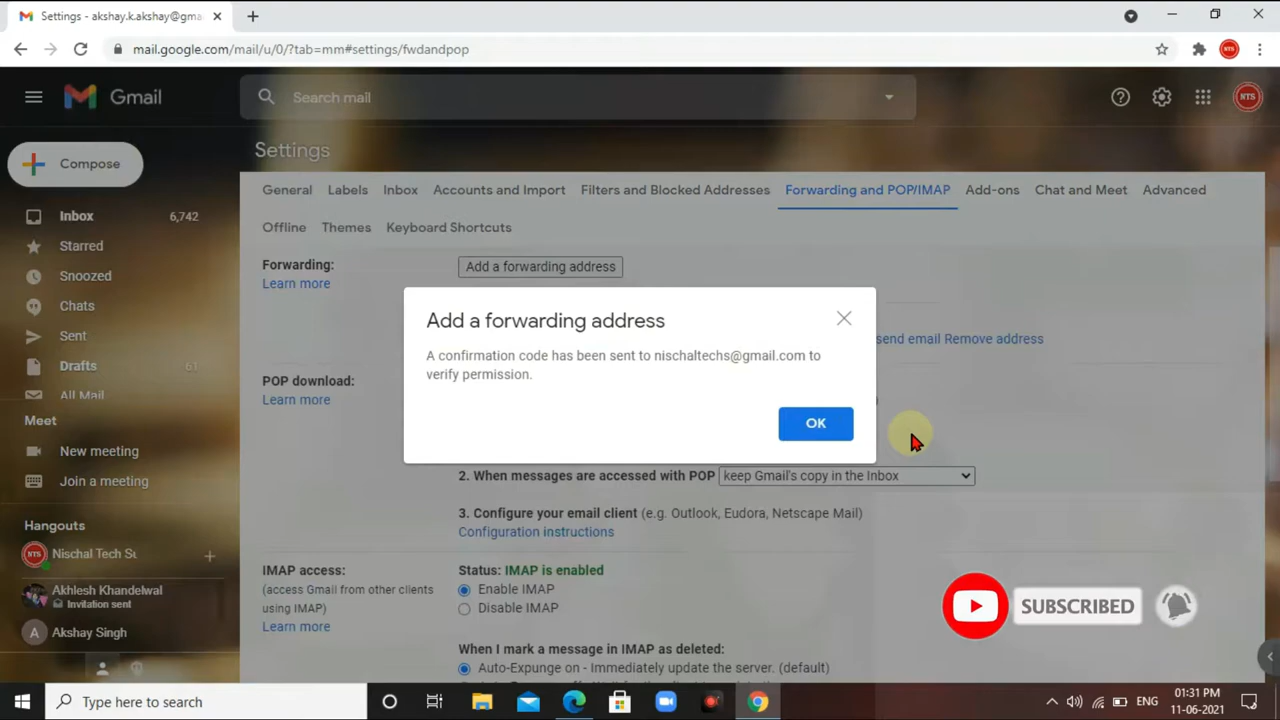 Settings - akshay.k.akshay@gma
mail.google.com/mail/u/0/?tab=mm#settings/fwdandpop
NTS
Gmail
Search mail
NTS
Compose
Settings
General Labels Inbox Accounts and Import Filters and Blocked Addresses Forwarding and POP/IMAP Add-ons Chat and Meet Advanced
Offline Themes Keyboard Shortcuts
Inbox 6,742
Starred
Snoozed
Chats
Sent
Drafts 61
All Mail
Meet
New meeting
Join a meeting
Hangouts
NTS Nischal Tech Su
Akhlesh Khandelwal
Invitation sent
A Akshay Singh
Forwarding:
Learn more
Add a forwarding address
send email Remove address
Add a forwarding address
A confirmation code has been sent to nischaltechs@gmail.com to
verify permission.
OK
POP download:
Learn more
2. When messages are accessed with POP keep Gmail's copy in the Inbox
3. Configure your email client (e.g. Outlook, Eudora, Netscape Mail)
Configuration instructions
IMAP access:
(access Gmail from other clients
using IMAP)
Learn more
Status: IMAP is enabled
Enable IMAP
Disable IMAP
When I mark a message in IMAP as deleted:
Auto-Expunge on - Immediately update the server. (default)
SUBSCRIBED
Type here to search
ENG
01:31 PM
11-06-2021